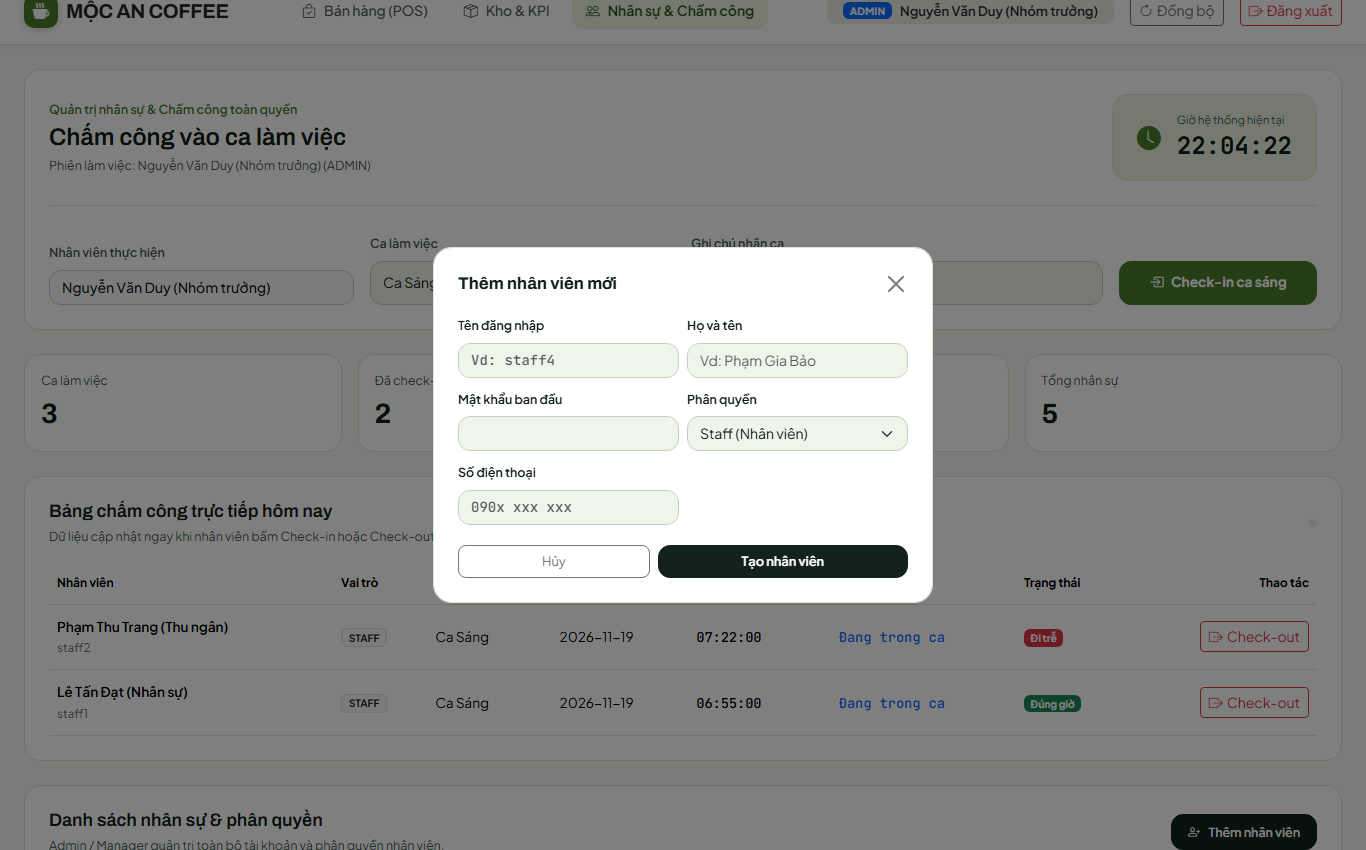 MỘC AN COFFEE
Bán hàng (POS)
Kho & KPI
Nhân sự & Chấm công
ADMIN Nguyễn Văn Duy (Nhóm trưởng)
Đồng bộ
Đăng xuất
Quản trị nhân sự & Chấm công toàn quyền
Chấm công vào ca làm việc
Phiên làm việc: Nguyễn Văn Duy (Nhóm trưởng) (ADMIN)
Giờ hệ thống hiện tại
22:04:22
Nhân viên thực hiện
Ca làm việc
Ghi chú nhận ca
Nguyễn Văn Duy (Nhóm trưởng)
Ca Sáng
Check-in ca sáng
Thêm nhân viên mới
Tên đăng nhập
Họ và tên
Vd: staff4
Vd: Phạm Gia Bảo
Mật khẩu ban đầu
Phân quyền
Staff (Nhân viên)
Số điện thoại
090x xxx xxx
Hủy
Tạo nhân viên
Ca làm việc
3
Đã check-
2
Tổng nhân sự
5
Bảng chấm công trực tiếp hôm nay
Dữ liệu cập nhật ngay khi nhân viên bấm Check-in hoặc Check-out
Nhân viên
Vai trò
Trạng thái
Thao tác
Phạm Thu Trang (Thu ngân)
staff2
STAFF
Ca Sáng
2026-11-19
07:22:00
Đang trong ca
Đi trễ
Check-out
Lê Tấn Đạt (Nhân sự)
staff1
STAFF
Ca Sáng
2026-11-19
06:55:00
Đang trong ca
Đúng giờ
Check-out
Danh sách nhân sự & phân quyền
Admin / Manager quản trị toàn bộ tài khoản và phân quyền nhân viên.
Thêm nhân viên